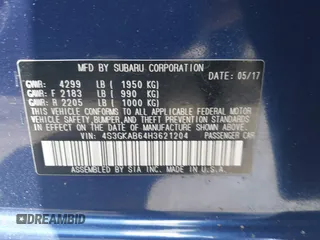 MFD BY SUBARU CORPORATION
DATE: 05/17
GVWR: 4299 LB ( 1950 KG)
GAWR: F 2183 LB ( 990 KG)
GAWR: R 2205 LB ( 1000 KG)
THIS VEHICLE CONFORMS TO ALL APPLICABLE
FEDERAL MOTOR VEHICLE SAFETY,
BUMPER, AND THEFT PREVENTION STANDARDS
IN EFFECT ON THE DATE OF MANUFACTURE
SHOWN ABOVE.
VIN: 4S3GKAB64H3621204
PASSENGER CAR
ASSEMBLED BY SIA INC. MADE IN U.S.A.
DREAMBID